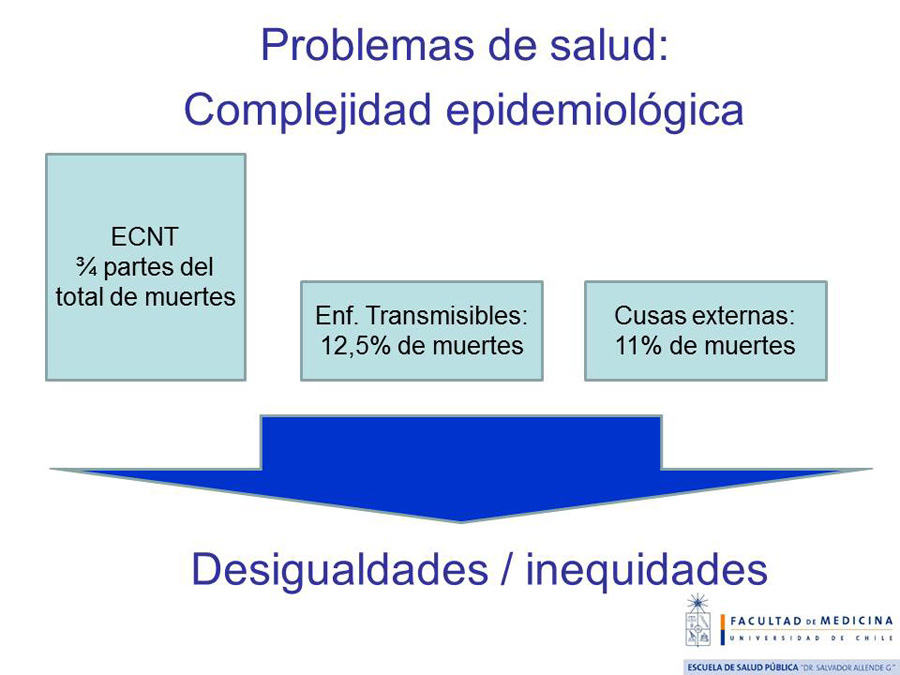 Problemas de salud:
Complejidad epidemiológica
ECNT
¾ partes del
total de muertes
Enf. Transmisibles:
12,5% de muertes
Cusas externas:
11% de muertes
Desigualdades / inequidades
FACULTAD DE MEDICINA
UNIVERSIDAD DE CHILE
ESCUELA DE SALUD PÚBLICA "DR. SALVADOR ALLENDE G"